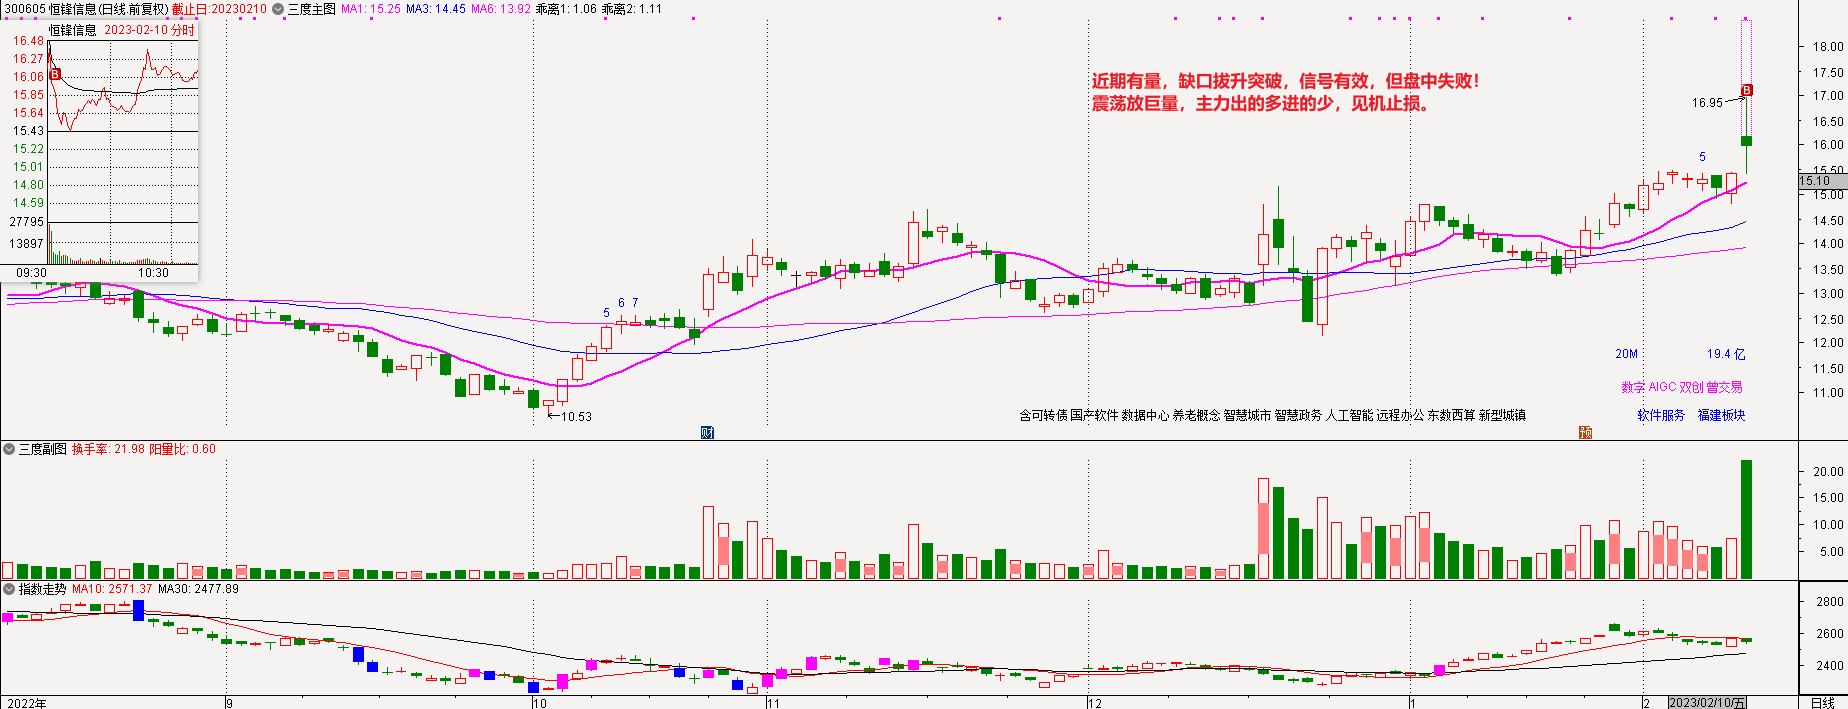 300605 恒锋信息(日线.前复权) 截止日:20230210 三度主图 MA1: 15.25 MA3: 14.45 MA6: 13.92 乖离1: 1.06 乖离2: 1.11
恒锋信息 2023-02-10 分时
16.48
16.27
16.06
15.85
15.64
15.43
15.22
15.01
14.80
14.59
27795
13897
09:30 10:30
B
近期有量，缺口拔升突破，信号有效，但盘中失败！
震荡放巨量，主力出的多进的少，见机止损。
16.95
B
5
5
6 7
10.53
18.00
17.50
17.00
16.50
16.00
15.50
15.10
15.00
14.50
14.00
13.50
13.00
12.50
12.00
11.50
11.00
20M 19.4 亿
数字 AIGC 双创 曾交易
含可转债 国产软件 数据中心 养老概念 智慧城市 智慧政务 人工智能 远程办公 东数西算 新型城镇
软件服务 福建板块
财
预
三度副图 换手率: 21.98 阳量比: 0.60
20.00
15.00
10.00
5.00
指数走势 MA10: 2571.37 MA30: 2477.89
2800
2600
2400
2022年 9 10 11 12 1 2 2023/02/10/五 日线